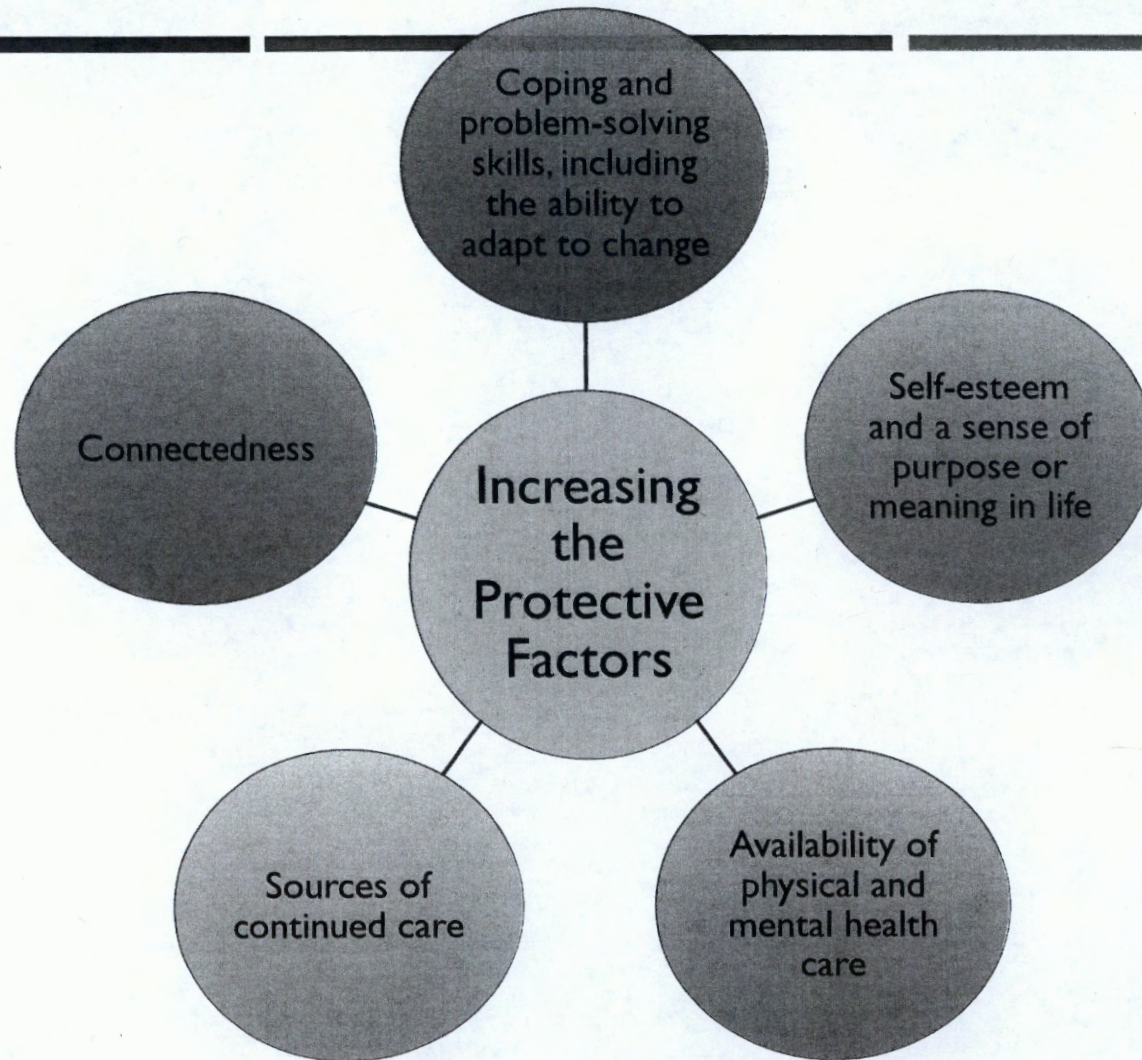 Coping and
problem-solving
skills, including
the ability to
adapt to change
Connectedness
Self-esteem
and a sense of
purpose or
meaning in life
Increasing
the
Protective
Factors
Sources of
continued care
Availability of
physical and
mental health
care